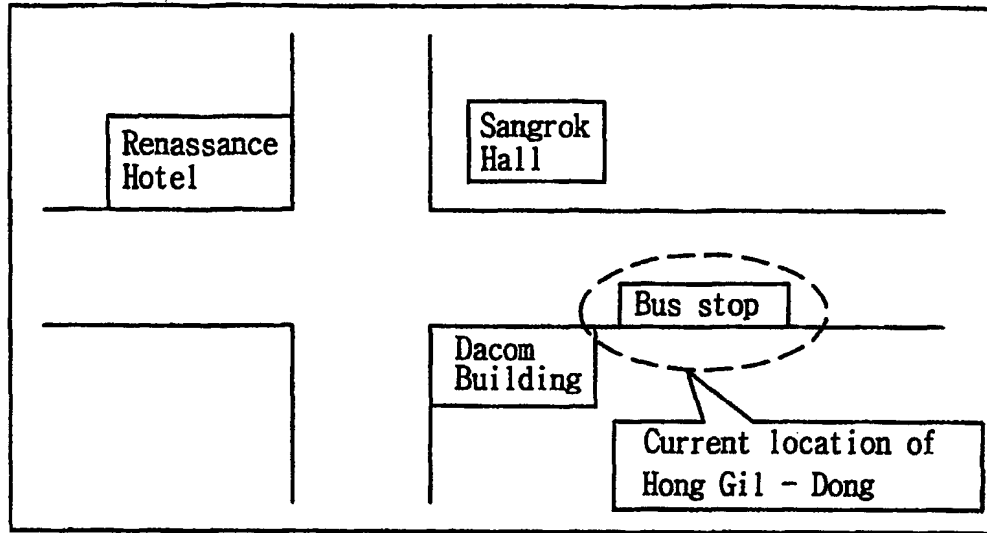 Renassance
Hotel
Sangrok
Hall
Bus stop
Dacom
Building
Current location of
Hong Gil - Dong